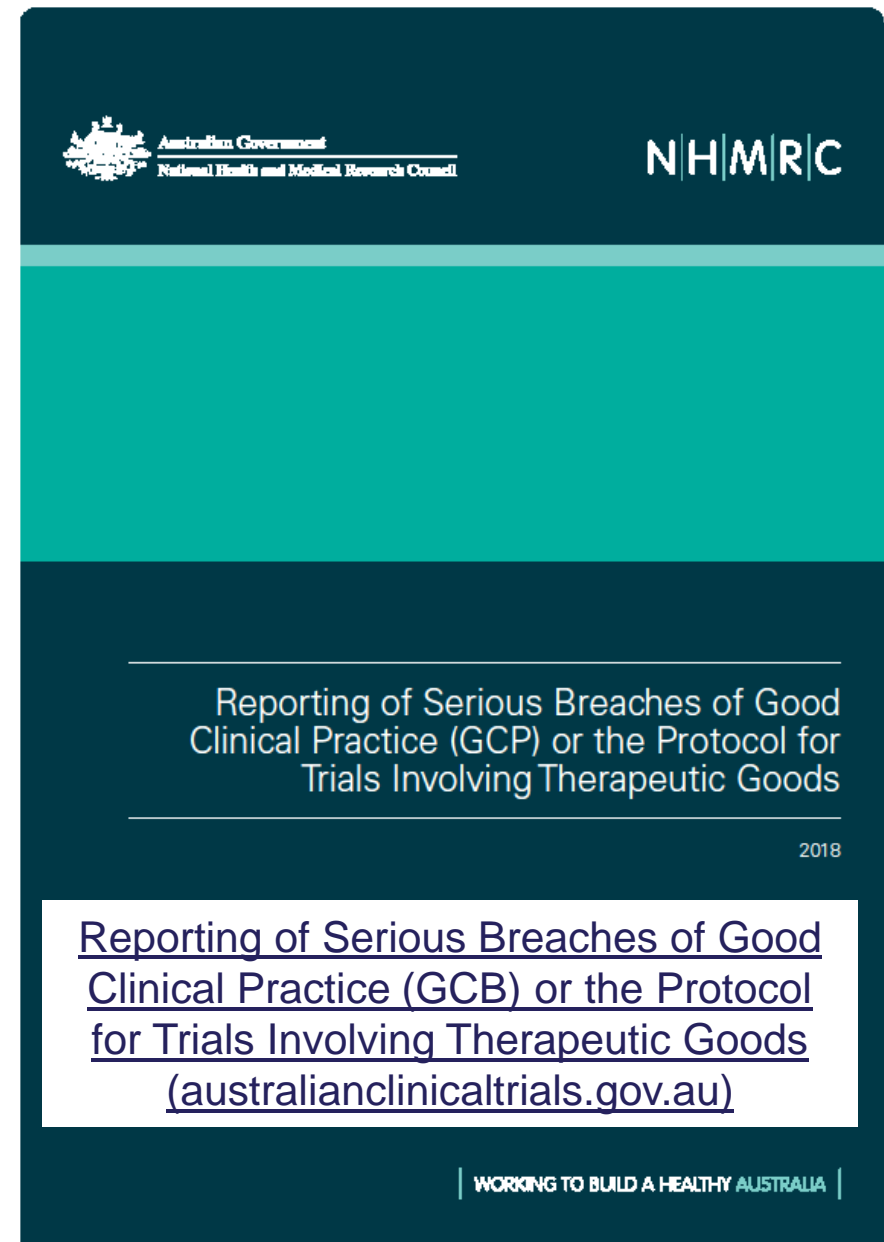 Australian Government
National Health and Medical Research Council
N|H|M|R|C
Reporting of Serious Breaches of Good
Clinical Practice (GCP) or the Protocol for
Trials Involving Therapeutic Goods
2018
Reporting of Serious Breaches of Good
Clinical Practice (GCB) or the Protocol
for Trials Involving Therapeutic Goods
(australianclinicaltrials.gov.au)
WORKING TO BUILD A HEALTHY AUSTRALIA